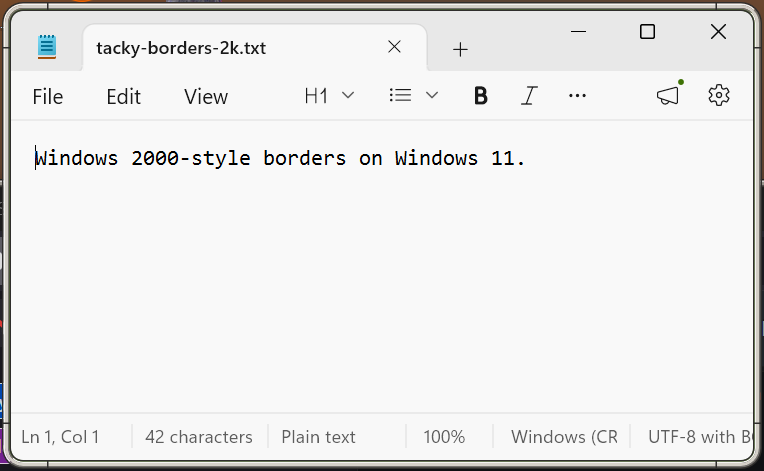 tacky-borders-2k.txt
File Edit View H1 B I
Windows 2000-style borders on Windows 11.
Ln 1, Col 1 42 characters Plain text 100% Windows (CR UTF-8 with B